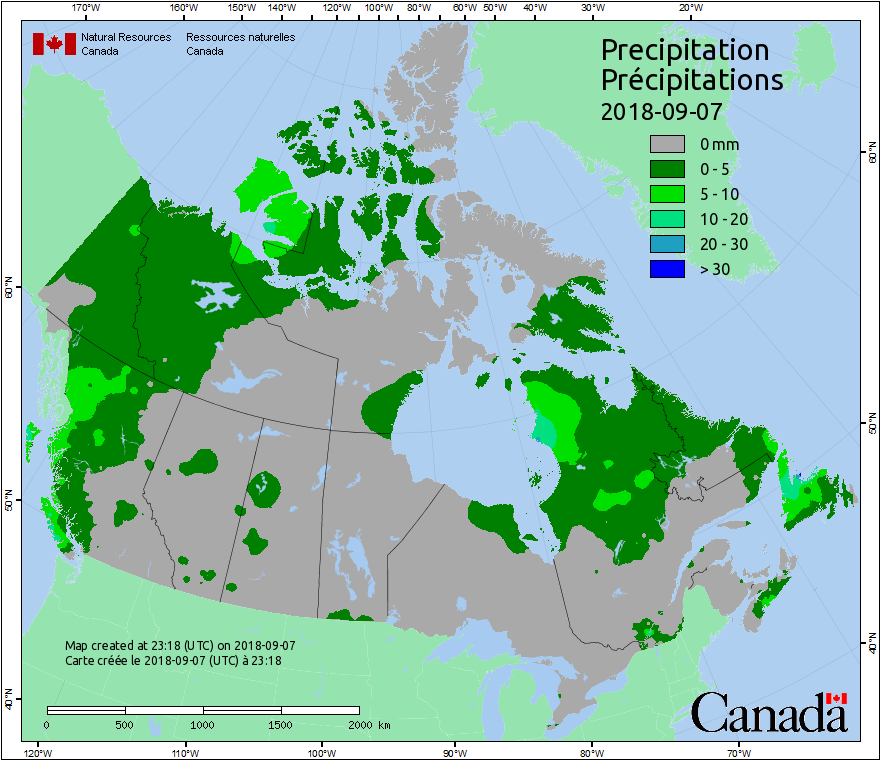 170°W 160°W 150°W 140°W 120°W 100°W 80°W 60°W 50°W 40°W 30°W 20°W
Natural Resources Ressources naturelles
Canada Canada
Precipitation
Précipitations
2018-09-07
0 mm
0 - 5
5 - 10
10 - 20
20 - 30
> 30
60°N
60°N
50°N
50°N
40°N
40°N
Map created at 23:18 (UTC) on 2018-09-07
Carte créée le 2018-09-07 (UTC) à 23:18
0 500 1000 1500 2000 km
Canada
120°W 110°W 100°W 90°W 80°W 70°W